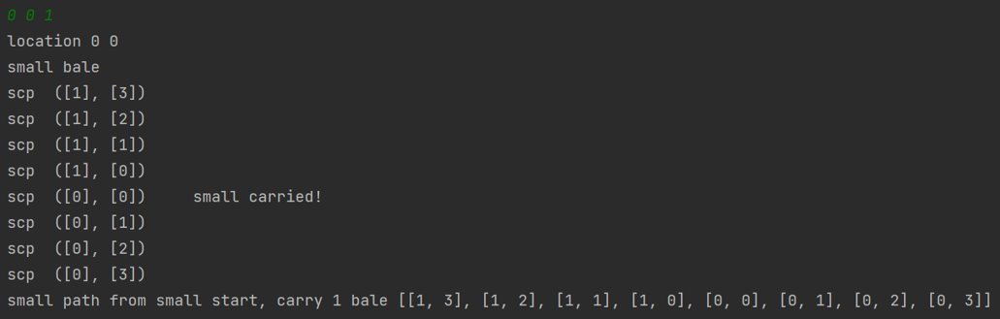 0 0 1
location 0 0
small bale
scp  ([1], [3])
scp  ([1], [2])
scp  ([1], [1])
scp  ([1], [0])
scp  ([0], [0])     small carried!
scp  ([0], [1])
scp  ([0], [2])
scp  ([0], [3])
small path from small start, carry 1 bale [[1, 3], [1, 2], [1, 1], [1, 0], [0, 0], [0, 1], [0, 2], [0, 3]]